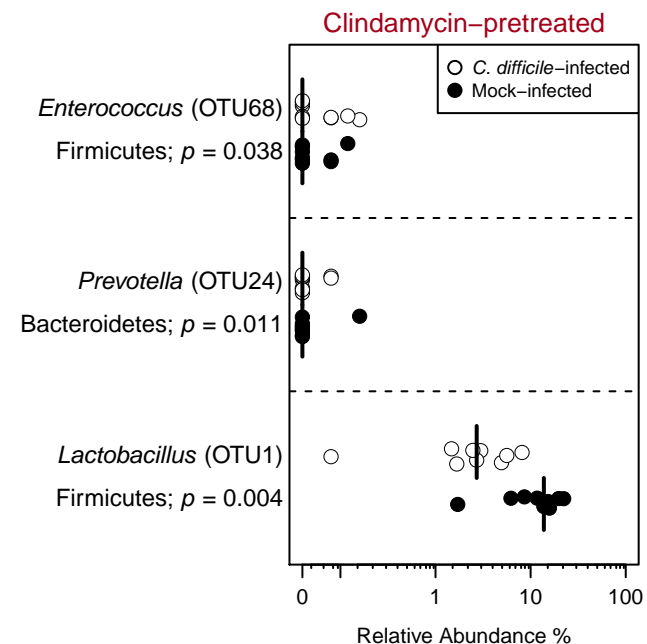 Clindamycin−pretreated
C. difficile−infected
Mock−infected
Enterococcus (OTU68)
Firmicutes; p = 0.038
Prevotella (OTU24)
Bacteroidetes; p = 0.011
Lactobacillus (OTU1)
Firmicutes; p = 0.004
0 1 10 100
Relative Abundance %